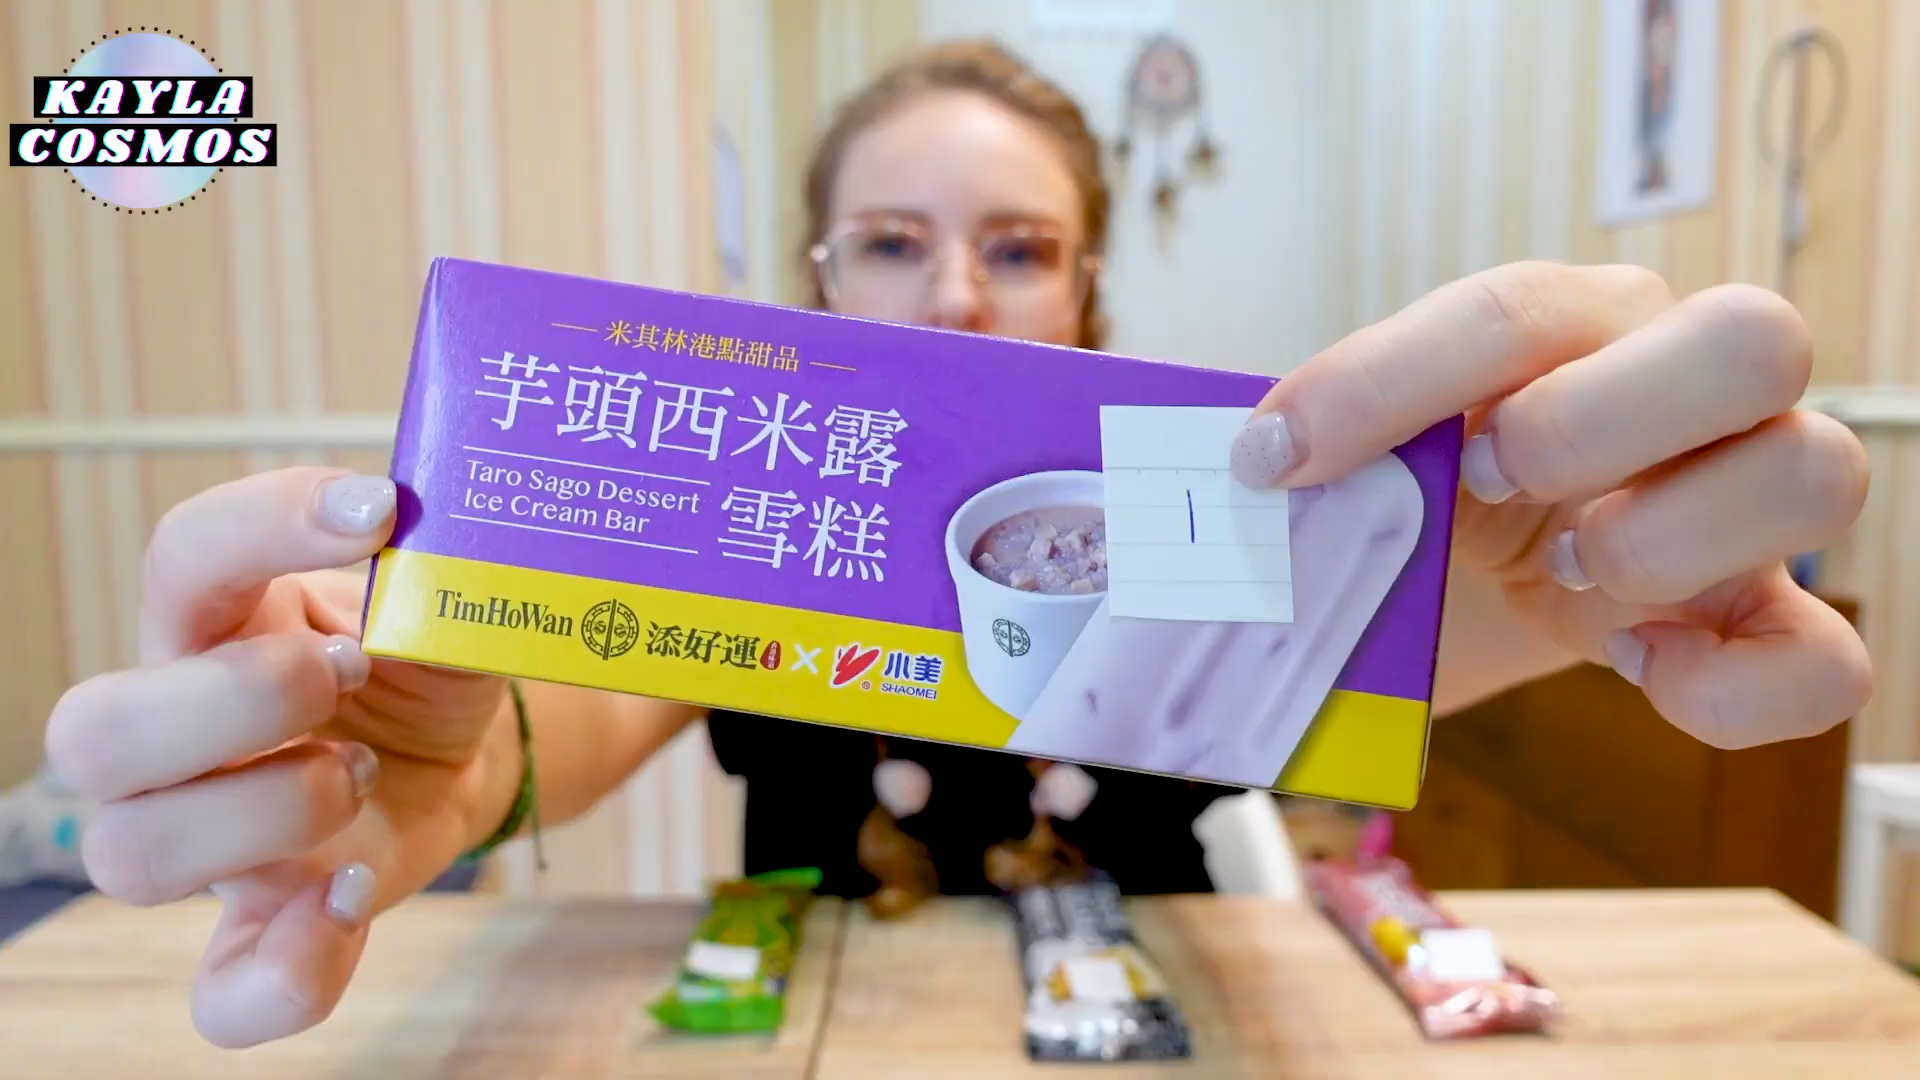 KAYLA
COSMOS
米其林港點甜品
芋頭西米露
雪糕
Taro Sago Dessert
Ice Cream Bar
TimHoWan 添好運 × 小美
SHAOMEI
1